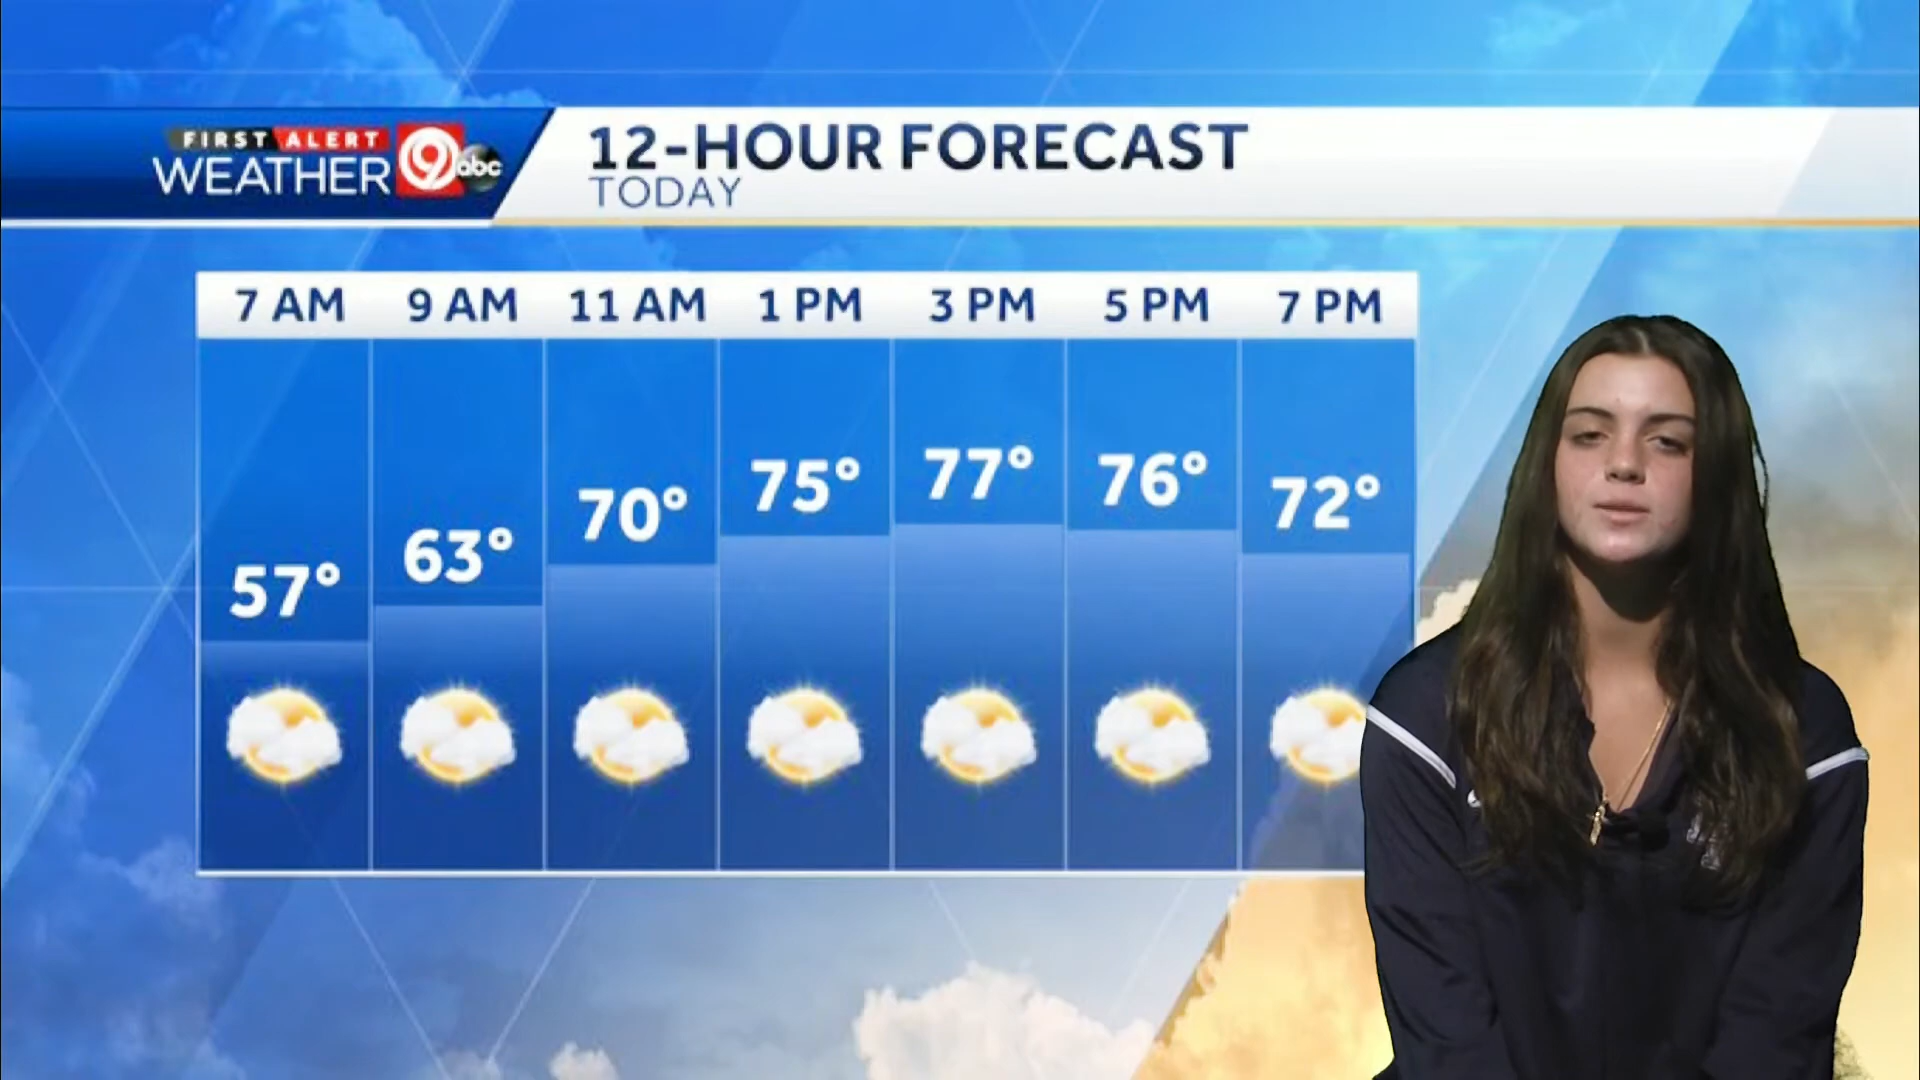 FIRST ALERT
WEATHER 9 abc
12-HOUR FORECAST
TODAY
7 AM 9 AM 11 AM 1 PM 3 PM 5 PM 7 PM
57° 63° 70° 75° 77° 76° 72°